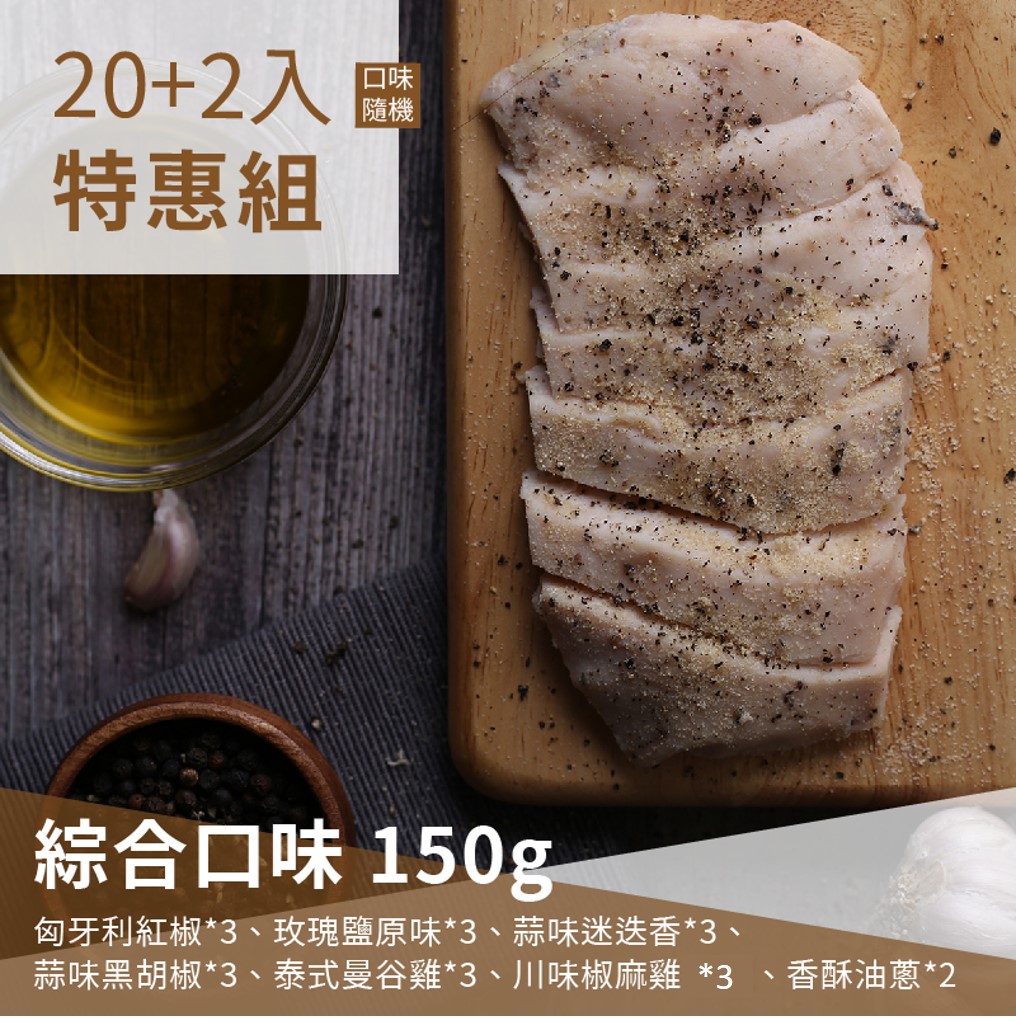 20+2入
口味
隨機
特惠組
綜合口味 150g
匈牙利紅椒*3、玫瑰鹽原味*3、蒜味迷迭香*3、
蒜味黑胡椒*3、泰式曼谷雞*3、川味椒麻雞 *3 、香酥油蔥*2